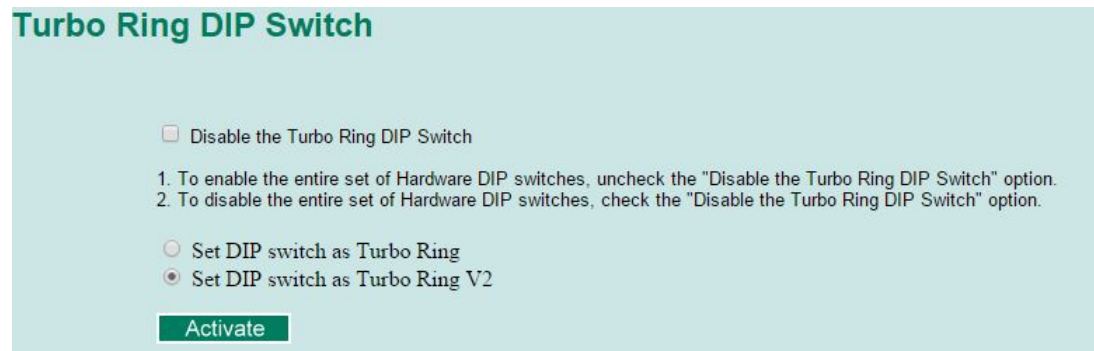 Turbo Ring DIP Switch
Disable the Turbo Ring DIP Switch
1. To enable the entire set of Hardware DIP switches, uncheck the "Disable the Turbo Ring DIP Switch" option.
2. To disable the entire set of Hardware DIP switches, check the "Disable the Turbo Ring DIP Switch" option.
Set DIP switch as Turbo Ring
Set DIP switch as Turbo Ring V2
Activate